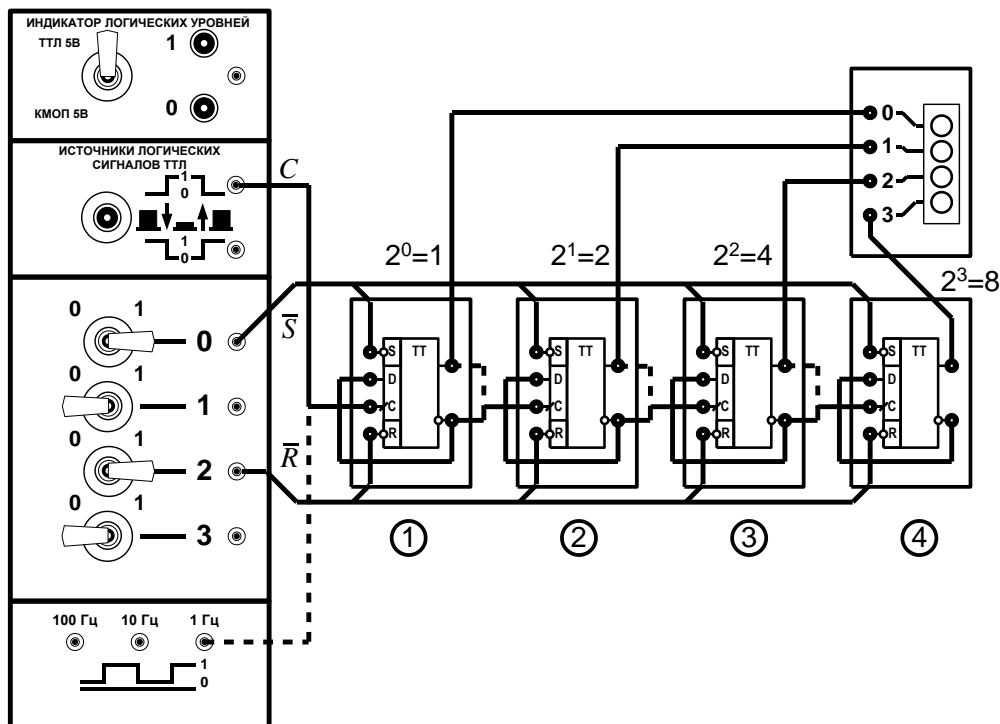 ИНДИКАТОР ЛОГИЧЕСКИХ УРОВНЕЙ
ТТЛ 5В
1
КМОП 5В
0
ИСТОЧНИКИ ЛОГИЧЕСКИХ
СИГНАЛОВ ТТЛ
1
0
1
0
C
0 1
0
0 1
1
0 1
2
0 1
3
S̅
R̅
100 Гц 10 Гц 1 Гц
1
0
0
1
2
3
2⁰=1
2¹=2
2²=4
2³=8
S TT
D
C
R
S TT
D
C
R
S TT
D
C
R
S TT
D
C
R
1 2 3 4